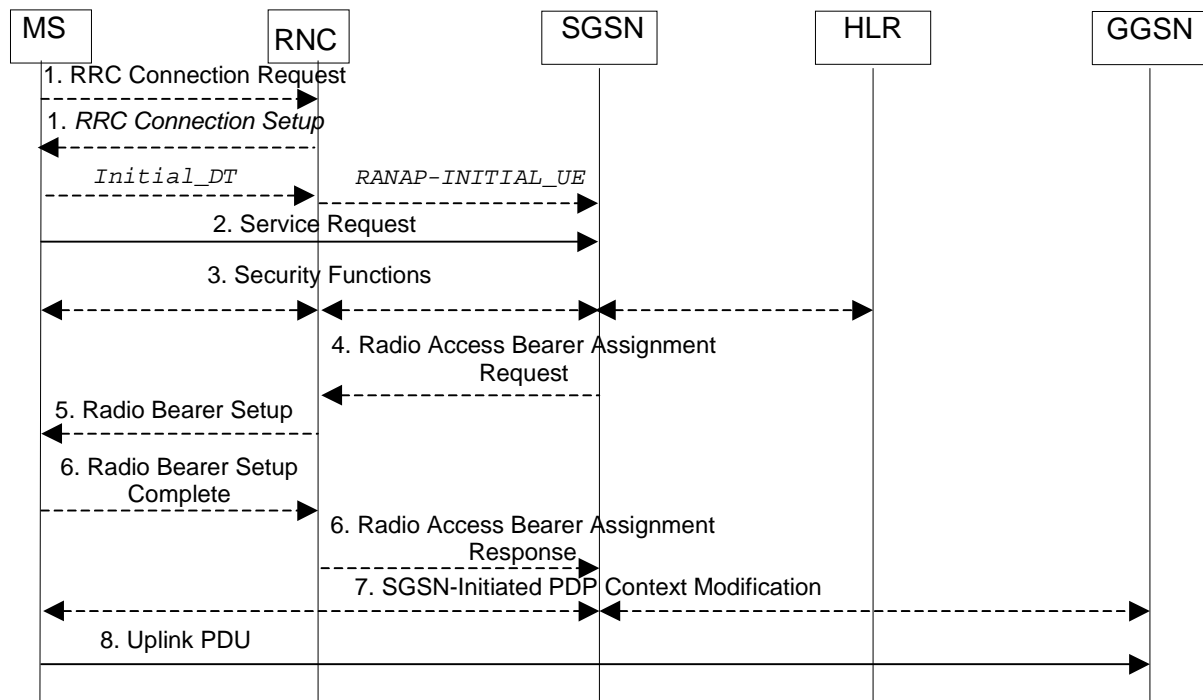 MS
RNC
SGSN
HLR
GGSN
1. RRC Connection Request
1. RRC Connection Setup
Initial_DT
RANAP-INITIAL_UE
2. Service Request
3. Security Functions
4. Radio Access Bearer Assignment
Request
5. Radio Bearer Setup
6. Radio Bearer Setup
Complete
6. Radio Access Bearer Assignment
Response
7. SGSN-Initiated PDP Context Modification
8. Uplink PDU